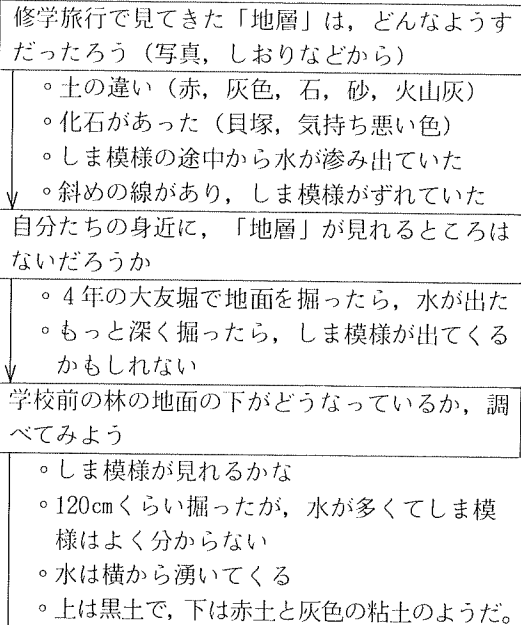 修学旅行で見てきた「地層」は，どんなようす
だったろう（写真，しおりなどから）
◦土の違い（赤，灰色，石，砂，火山灰）
◦化石があった（貝塚，気持ち悪い色）
◦しま模様の途中から水が滲み出ていた
◦斜めの線があり，しま模様がずれていた
自分たちの身近に，「地層」が見れるところは
ないだろうか
◦４年の大友堀で地面を掘ったら，水が出た
◦もっと深く掘ったら，しま模様が出てくる
かもしれない
学校前の林の地面の下がどうなっているか，調
べてみよう
◦しま模様が見れるかな
◦120㎝くらい掘ったが，水が多くてしま模
様はよく分からない
◦水は横から湧いてくる
◦上は黒土で，下は赤土と灰色の粘土のようだ。